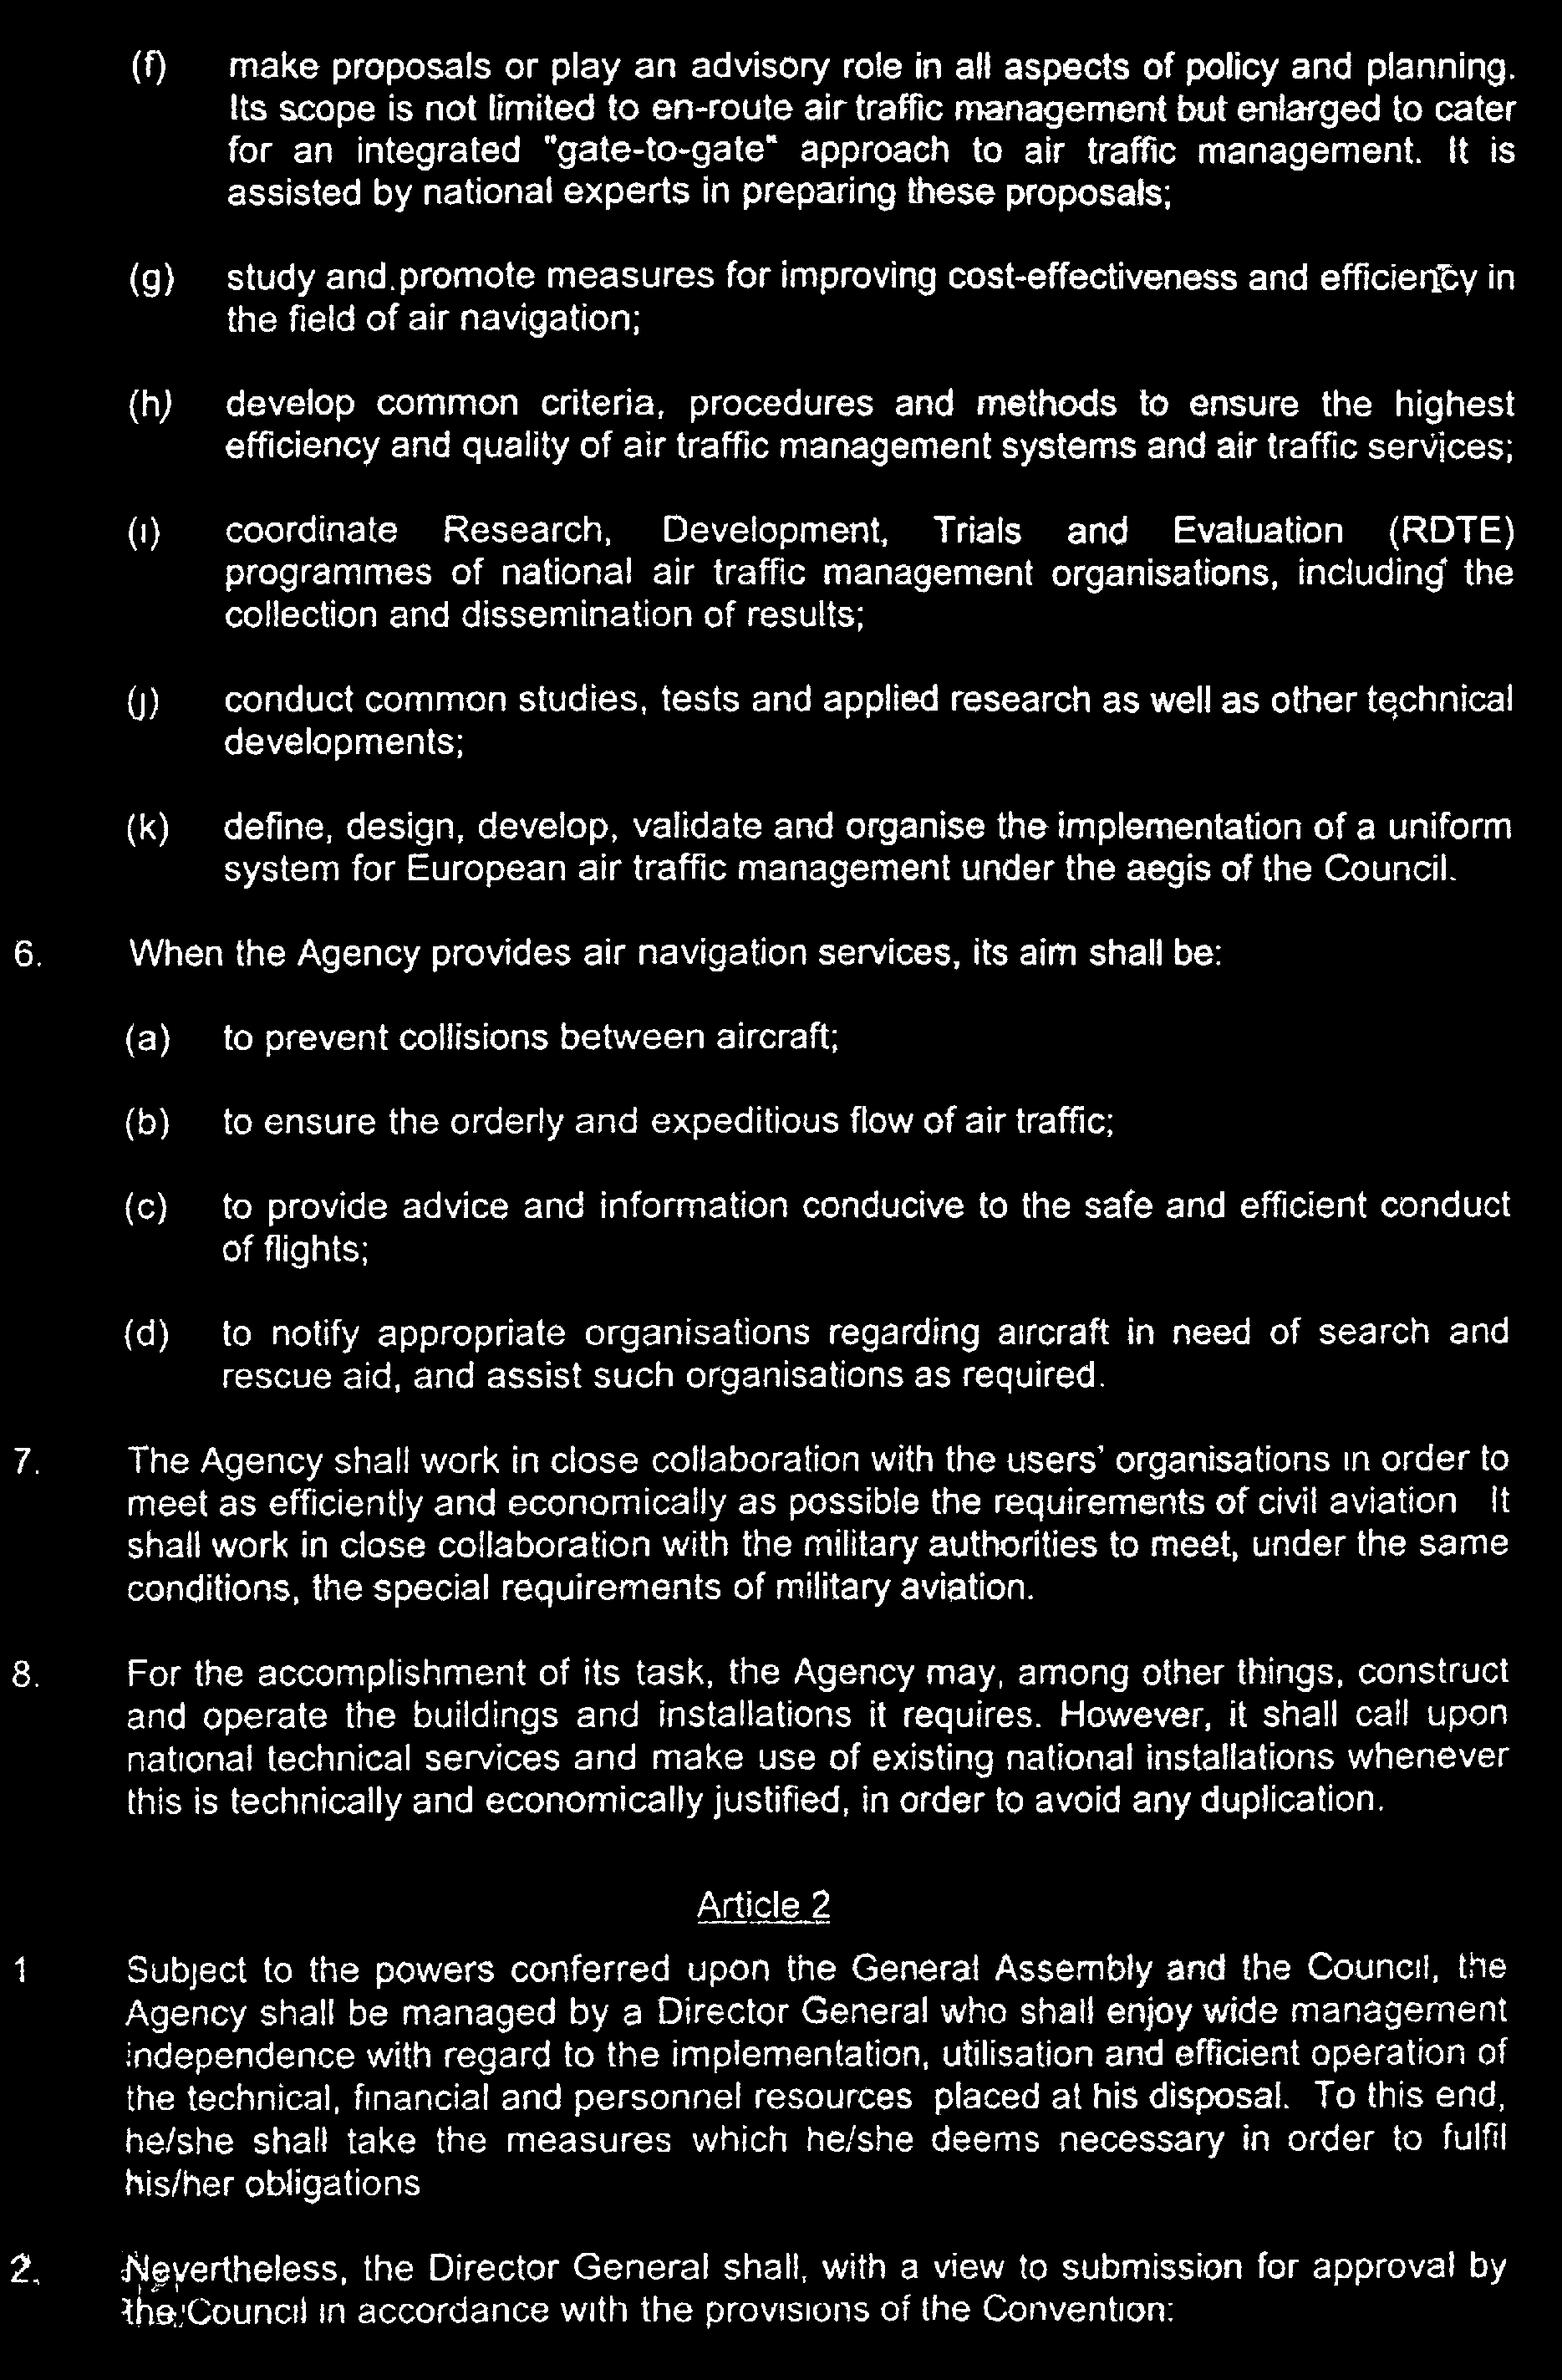 (f) make proposals or play an advisory role in all aspects of policy and planning.
Its scope is not limited to en-route air traffic management but enlarged to cater
for an integrated "gate-to-gate" approach to air traffic management. It is
assisted by national experts in preparing these proposals;
(g) study and promote measures for improving cost-effectiveness and efficiency in
the field of air navigation;
(h) develop common criteria, procedures and methods to ensure the highest
efficiency and quality of air traffic management systems and air traffic services;
(i) coordinate Research, Development, Trials and Evaluation (RDTE)
programmes of national air traffic management organisations, including the
collection and dissemination of results;
(j) conduct common studies, tests and applied research as well as other technical
developments;
(k) define, design, develop, validate and organise the implementation of a uniform
system for European air traffic management under the aegis of the Council.
6. When the Agency provides air navigation services, its aim shall be:
(a) to prevent collisions between aircraft;
(b) to ensure the orderly and expeditious flow of air traffic;
(c) to provide advice and information conducive to the safe and efficient conduct
of flights;
(d) to notify appropriate organisations regarding aircraft in need of search and
rescue aid, and assist such organisations as required.
7. The Agency shall work in close collaboration with the users' organisations in order to
meet as efficiently and economically as possible the requirements of civil aviation It
shall work in close collaboration with the military authorities to meet, under the same
conditions, the special requirements of military aviation.
8. For the accomplishment of its task, the Agency may, among other things, construct
and operate the buildings and installations it requires. However, it shall call upon
national technical services and make use of existing national installations whenever
this is technically and economically justified, in order to avoid any duplication.
Article 2
1 Subject to the powers conferred upon the General Assembly and the Council, the
Agency shall be managed by a Director General who shall enjoy wide management
independence with regard to the implementation, utilisation and efficient operation of
the technical, financial and personnel resources placed at his disposal. To this end,
he/she shall take the measures which he/she deems necessary in order to fulfil
his/her obligations
2. Nevertheless, the Director General shall, with a view to submission for approval by
the Council in accordance with the provisions of the Convention: